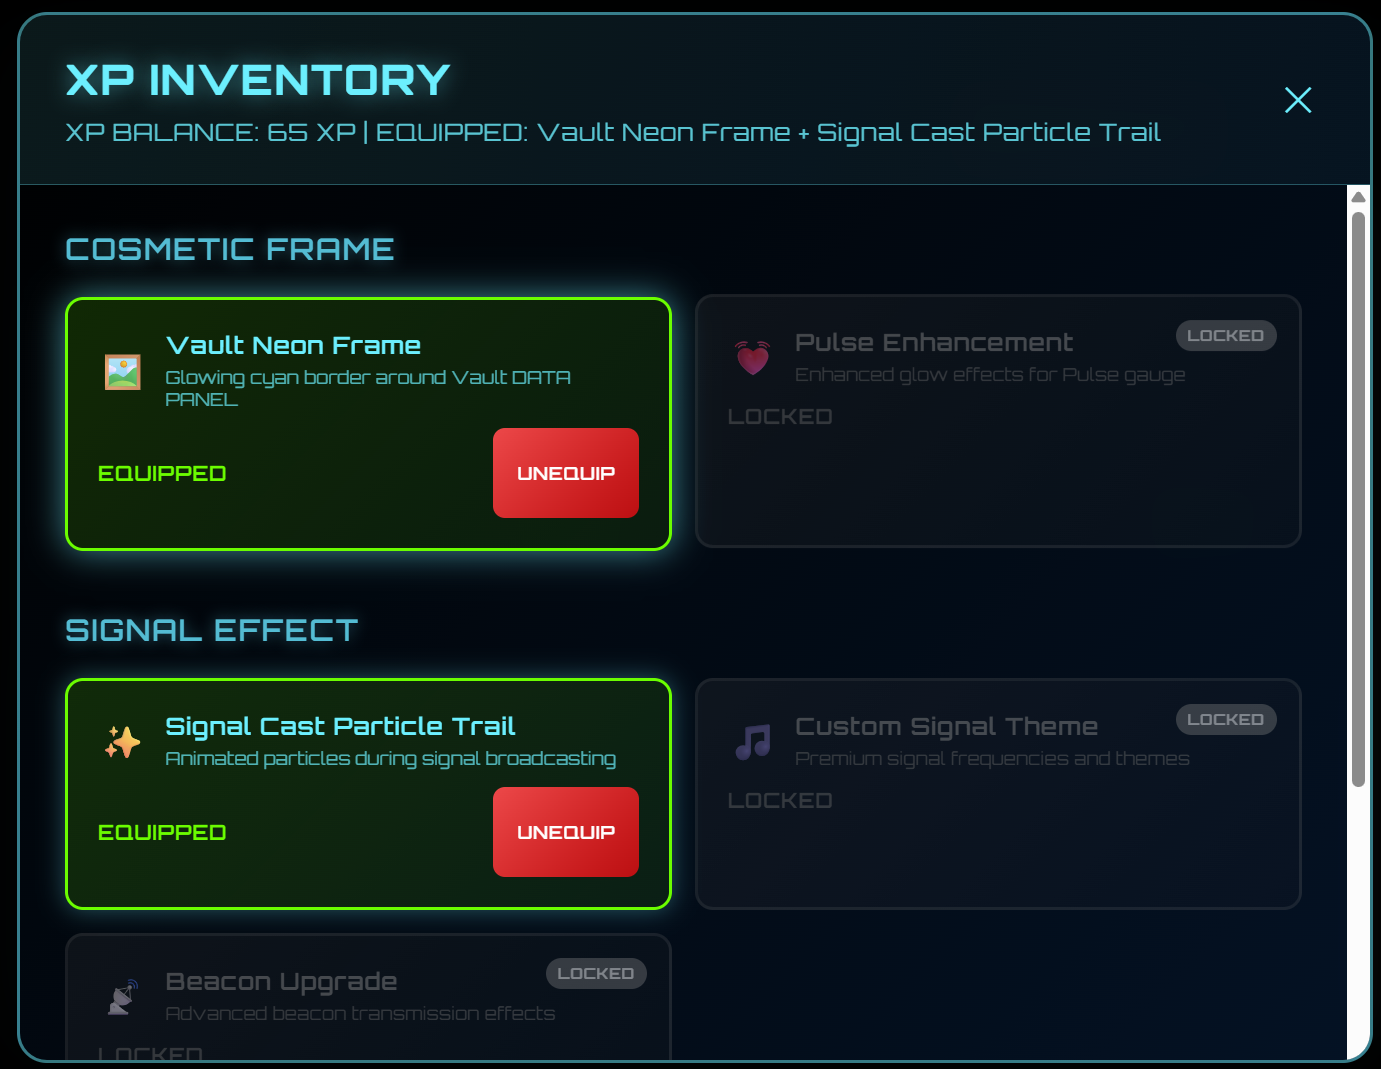 XP INVENTORY
XP BALANCE: 65 XP | EQUIPPED: Vault Neon Frame + Signal Cast Particle Trail
COSMETIC FRAME
Vault Neon Frame
Glowing cyan border around Vault DATA
PANEL
EQUIPPED
UNEQUIP
Pulse Enhancement
LOCKED
Enhanced glow effects for Pulse gauge
LOCKED
SIGNAL EFFECT
Signal Cast Particle Trail
Animated particles during signal broadcasting
EQUIPPED
UNEQUIP
Custom Signal Theme
LOCKED
Premium signal frequencies and themes
LOCKED
Beacon Upgrade
LOCKED
Advanced beacon transmission effects
LOCKED